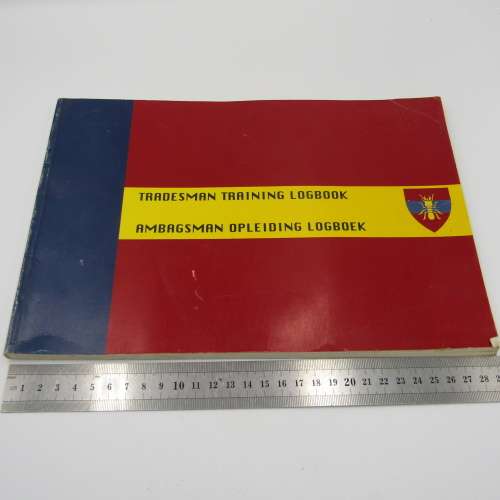 TRADESMAN TRAINING LOGBOOK
AMBAGSMAN OPLEIDING LOGBOEK
1 2 3 4 5 6 7 8 9 10 11 12 13 14 15 16 17 18 19 20 21 22 23 24 25 26 27 28